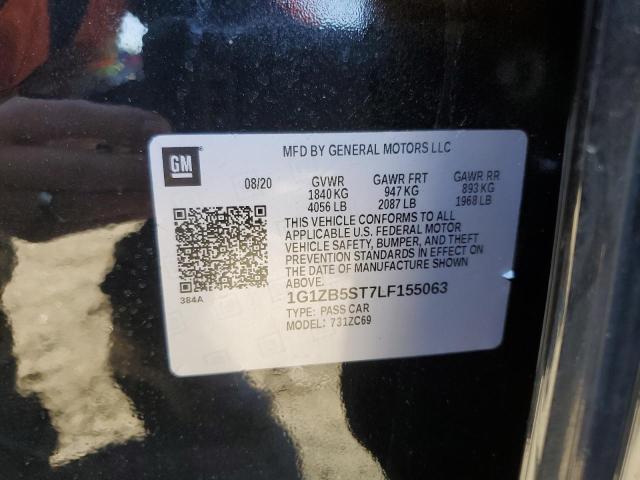 GM
MFD BY GENERAL MOTORS LLC
08/20 GVWR GAWR FRT GAWR RR
1840 KG 947 KG 893 KG
4056 LB 2087 LB 1968 LB
THIS VEHICLE CONFORMS TO ALL
APPLICABLE U.S. FEDERAL MOTOR
VEHICLE SAFETY, BUMPER, AND THEFT
PREVENTION STANDARDS IN EFFECT
ON THE DATE OF MANUFACTURE SHOWN
ABOVE.
384A
1G1ZB5ST7LF155063
TYPE: PASS CAR
MODEL: 731ZC69